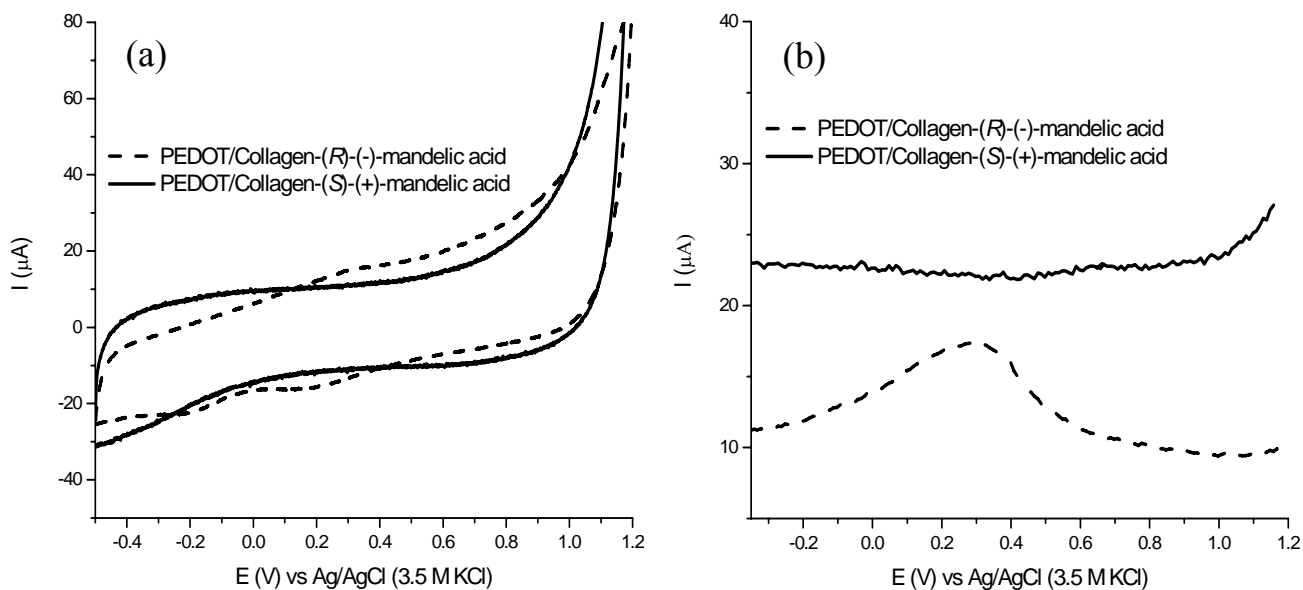 (a)
80
60
40
20
0
-20
-40
I (μA)
PEDOT/Collagen-(R)-(-)-mandelic acid
PEDOT/Collagen-(S)-(+)-mandelic acid
-0.4 -0.2 0.0 0.2 0.4 0.6 0.8 1.0 1.2
E (V) vs Ag/AgCl (3.5 M KCl)
(b)
40
30
20
10
I (μA)
PEDOT/Collagen-(R)-(-)-mandelic acid
PEDOT/Collagen-(S)-(+)-mandelic acid
-0.2 0.0 0.2 0.4 0.6 0.8 1.0 1.2
E (V) vs Ag/AgCl (3.5 M KCl)